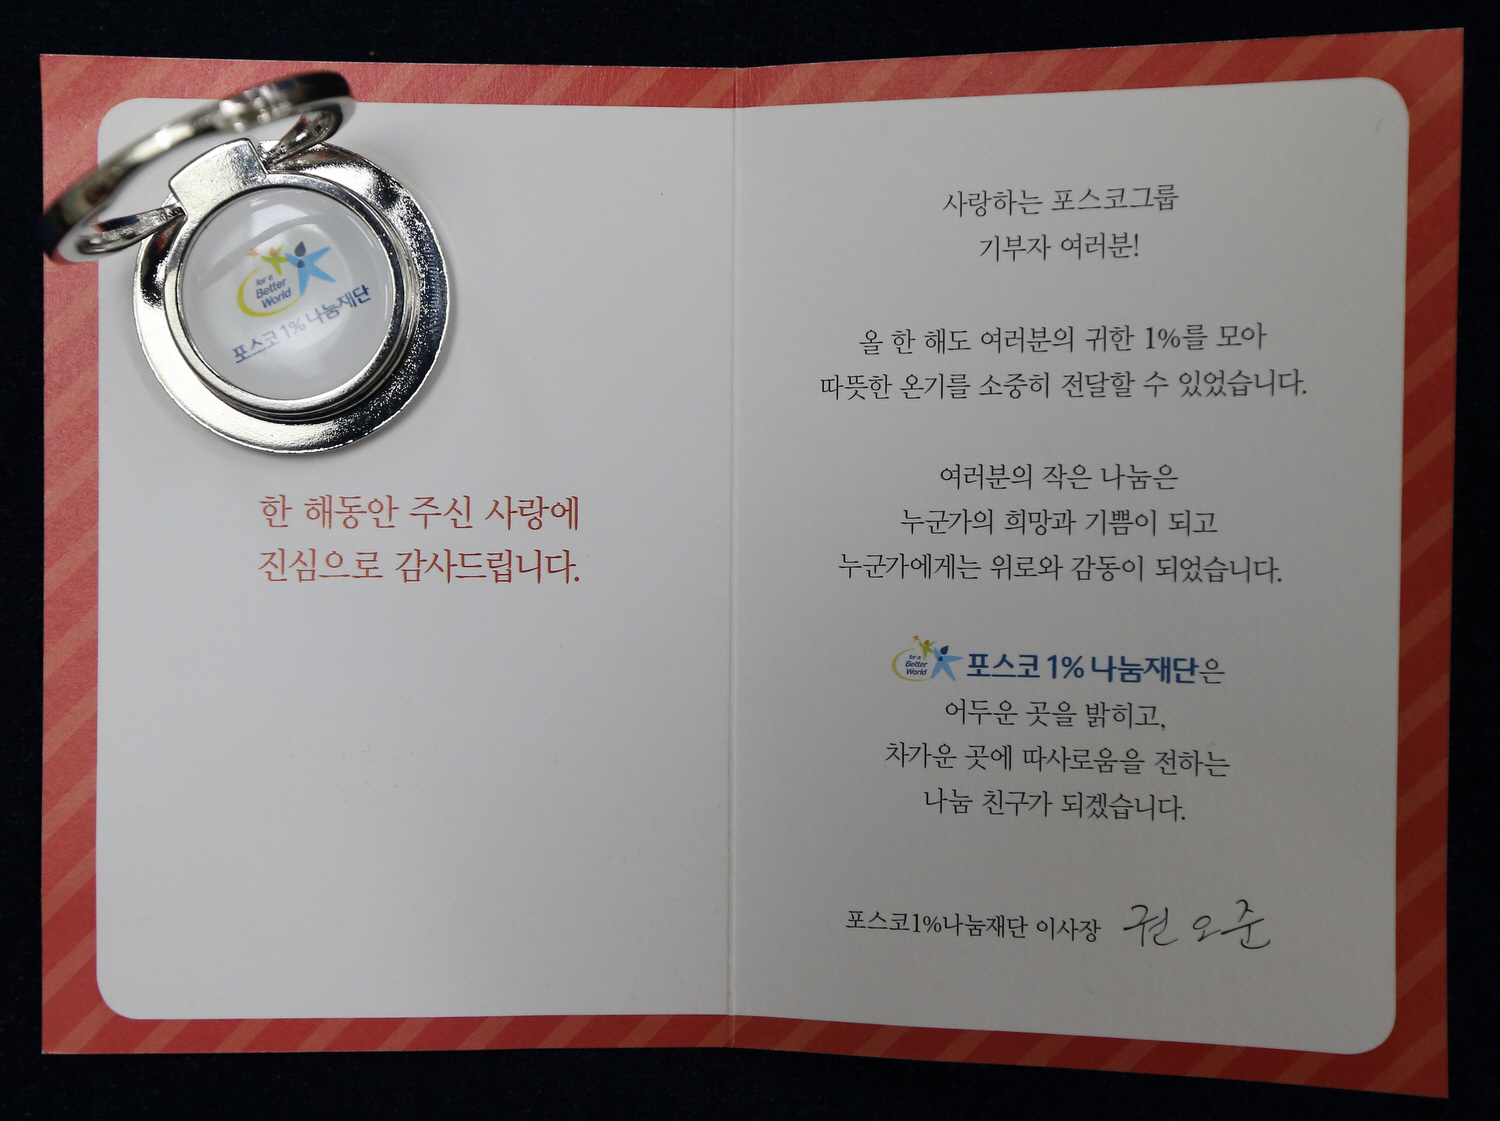 for a
Better
World
포스코 1% 나눔재단
한 해동안 주신 사랑에
진심으로 감사드립니다.
사랑하는 포스코그룹
기부자 여러분!
올 한 해도 여러분의 귀한 1%를 모아
따뜻한 온기를 소중히 전달할 수 있었습니다.
여러분의 작은 나눔은
누군가의 희망과 기쁨이 되고
누군가에게는 위로와 감동이 되었습니다.
for a
Better
World
포스코 1% 나눔재단은
어두운 곳을 밝히고,
차가운 곳에 따사로움을 전하는
나눔 친구가 되겠습니다.
포스코1%나눔재단 이사장 권오준